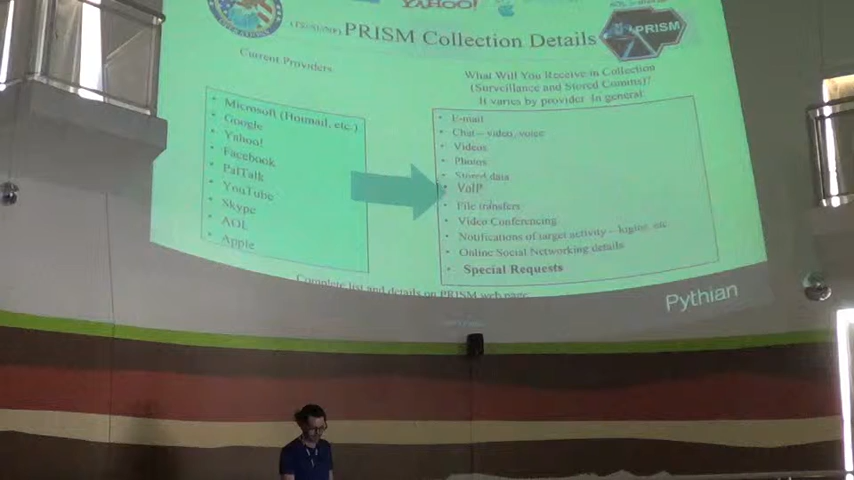 YAHOO!
PRISM Collection Details
PRISM
Current Providers
What Will You Receive in Collection
(Surveillance and Stored Comms)?
It varies by provider. In general:
• Microsoft (Hotmail, etc.)
• Google
• Yahoo!
• Facebook
• PalTalk
• YouTube
• Skype
• AOL
• Apple
• E-mail
• Chat – video, voice
• Videos
• Photos
• Stored data
• VoIP
• File transfers
• Video Conferencing
• Notifications of target activity – logins, etc.
• Online Social Networking details
• Special Requests
Complete list and details on PRISM web page
Pythian